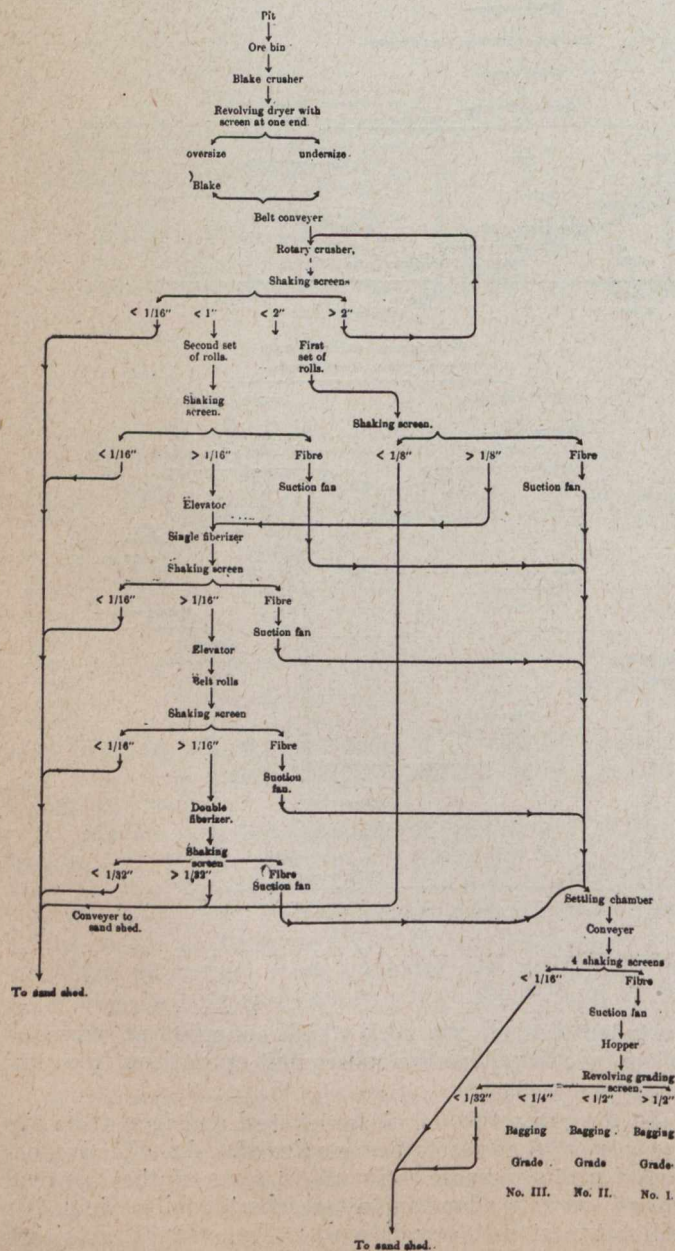 Pit
Ore bin
Blake crusher
Revolving dryer with
screen at one end
oversize undersize.
Blake
Belt conveyer
Rotary crusher,
Shaking screen.
< 1/16" < 1" < 2" > 2"
Second set
of rolls.
First
set of
rolls.
Shaking
screen.
Shaking screen.
< 1/16" > 1/16" Fibre < 1/8" > 1/8" Fibre
Suction fan Suction fan
Elevator
Single fiberizer
Shaking screen
< 1/16" > 1/16" Fibre
Suction fan
Elevator
Belt rolls
Shaking screen
< 1/16" > 1/16" Fibre
Suction
fan.
Double
fiberizer.
Shaking
screen
< 1/32" > 1/32" Fibre
Suction fan
Conveyer to
sand shed.
To sand shed.
Settling chamber
Conveyer
4 shaking screens
< 1/16" Fibre
Suction fan
Hopper
Revolving grading
screen.
< 1/32" < 1/4" < 1/2" > 1/2"
Bagging Bagging. Bagging
Grade Grade Grade
No. III. No. II. No. I.
To sand shed.